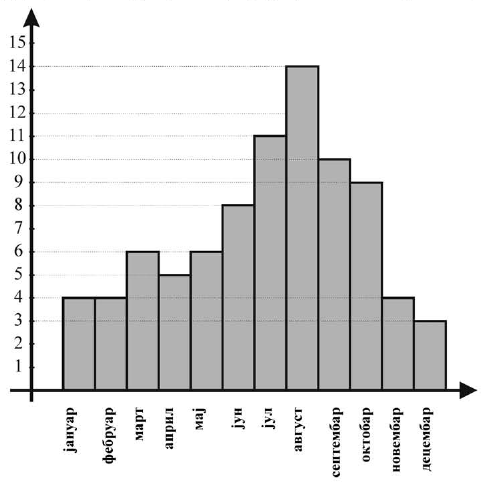 15
14
13
12
11
10
9
8
7
6
5
4
3
2
1
јануар
фебруар
март
април
мај
јун
јул
август
септембар
октобар
новембар
децембар